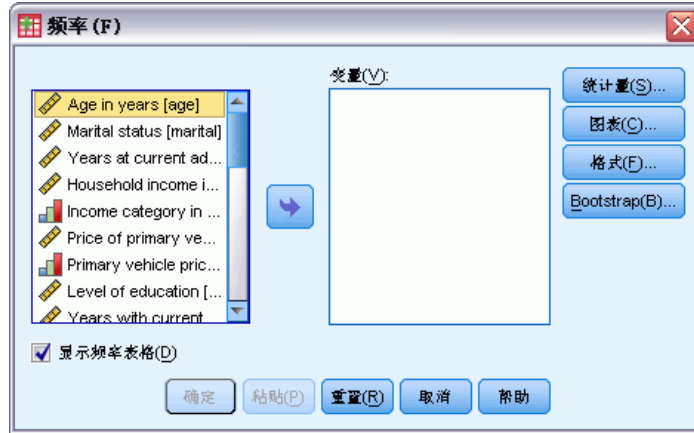 频率(F)
变量(V):
Age in years [age]
Marital status [marital]
Years at current ad...
Household income i...
Income category in ...
Price of primary ve...
Primary vehicle pric...
Level of education [...
Years with current
统计量(S)...
图表(C)...
格式(F)...
Bootstrap(B)...
显示频率表格(D)
确定
粘贴(P)
重置(R)
取消
帮助